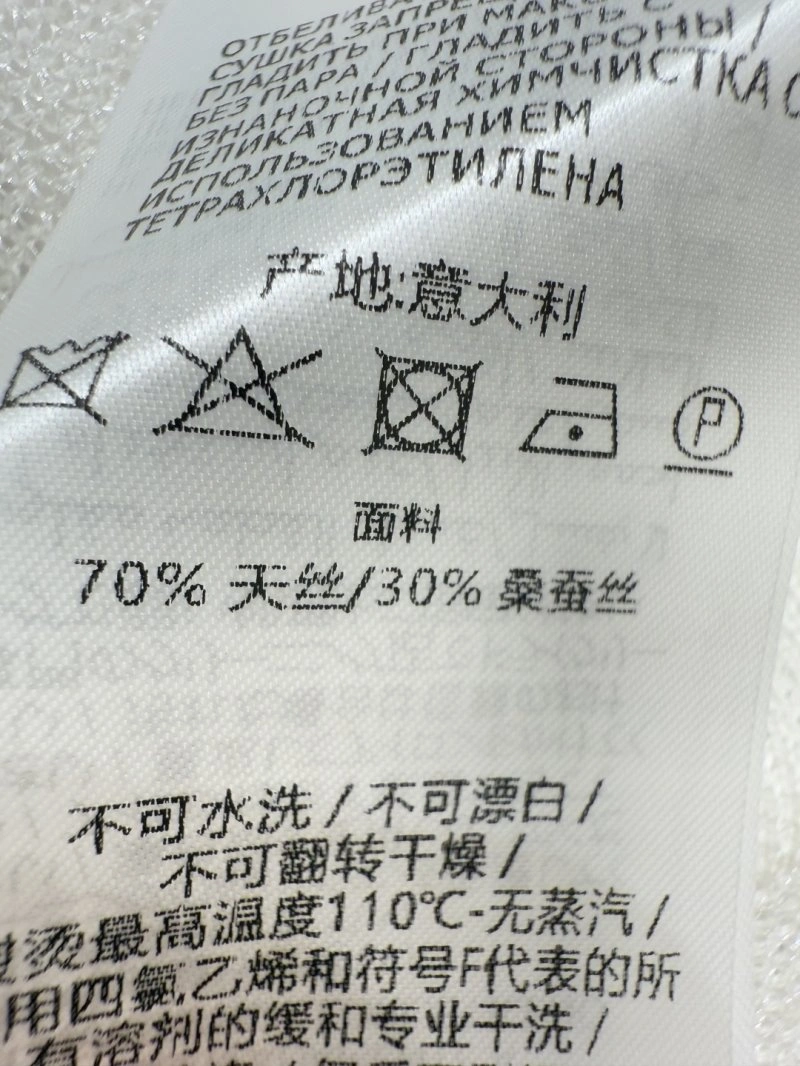 ОТБЕЛИВА
СУШКА ЗАПРЕ
ГЛАДИТЬ ПРИ МАКС
БЕЗ ПАРА / ГЛАДИТЬ С
ИЗНАНОЧНОЙ СТОРОНЫ /
ДЕЛИКАТНАЯ ХИМЧИСТКА С
ИСПОЛЬЗОВАНИЕМ
ТЕТРАХЛОРЭТИЛЕНА
产地:意大利
P
面料
70% 天丝/30% 桑蚕丝
不可水洗 / 不可漂白 /
不可翻转干燥 /
烫最高温度110℃-无蒸汽 /
用四氯乙烯和符号F代表的所
有溶剂的缓和专业干洗 /